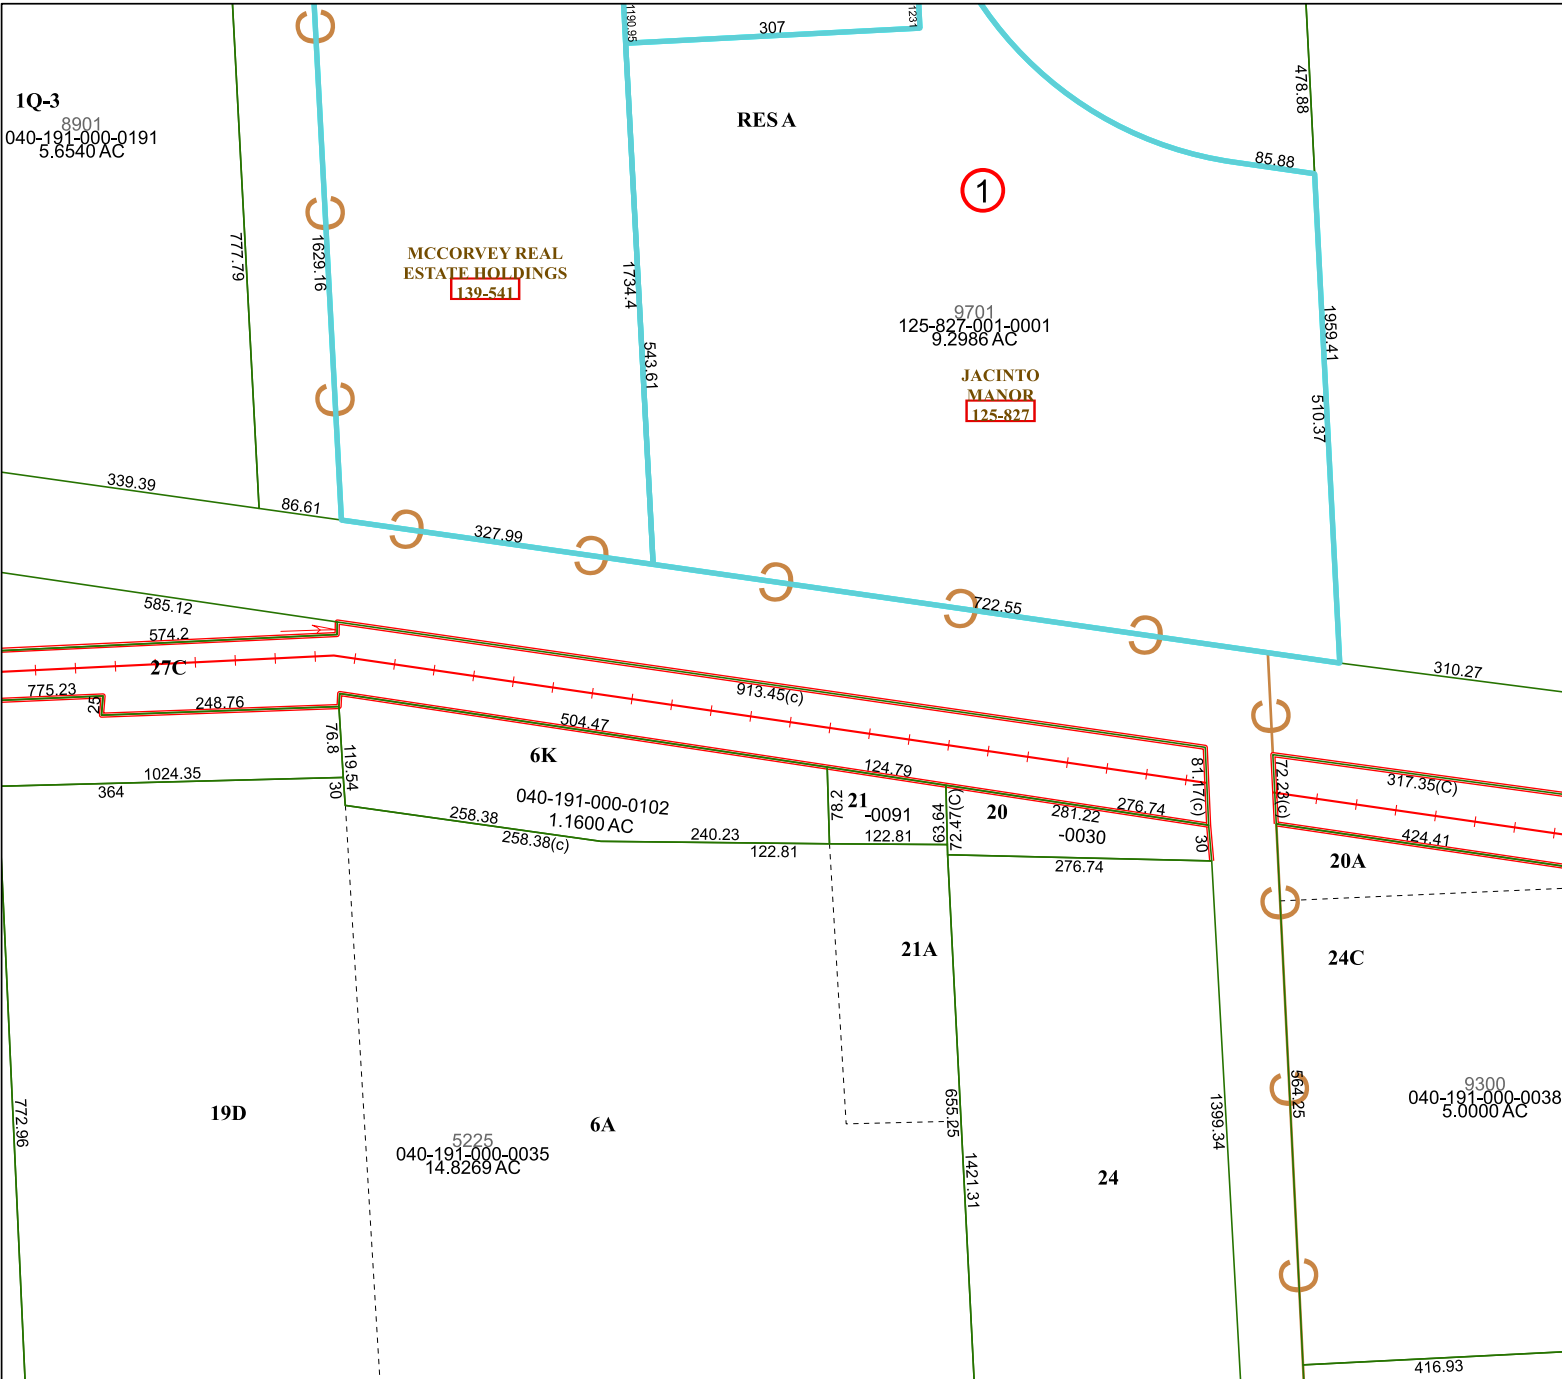 1190.95
307
1231
1Q-3
8901
040-191-000-0191
5.6540 AC
RES A
478.88
85.88
1
777.79
1629.16
MCCORVEY REAL
ESTATE HOLDINGS
139-541
1734.4
543.61
9701
125-827-001-0001
9.2986 AC
JACINTO
MANOR
125-827
1959.41
510.37
339.39
86.61
327.99
722.55
310.27
585.12
574.2
27C
775.23
25
248.76
76.8
119.54
30
913.45(c)
504.47
6K
124.79
81.17(c)
72.23(c)
317.35(C)
424.41
1024.35
364
040-191-000-0102
1.1600 AC
258.38
258.38(c)
240.23
122.81
78.2
21
-0091
122.81
63.64
72.47(C)
20
281.22
276.74
-0030
30
276.74
20A
21A
24C
772.96
19D
6A
5225
040-191-000-0035
14.8269 AC
655.25
1421.31
24
1399.34
564.25
9300
040-191-000-0038
5.0000 AC
416.93